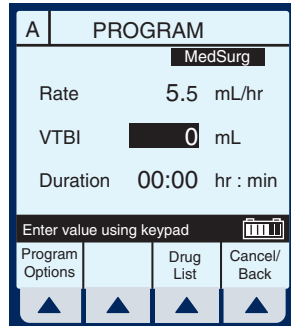 A PROGRAM
MedSurg
Rate 5.5 mL/hr
VTBI 0 mL
Duration 00:00 hr : min
Enter value using keypad
Program Options
Drug List
Cancel/ Back